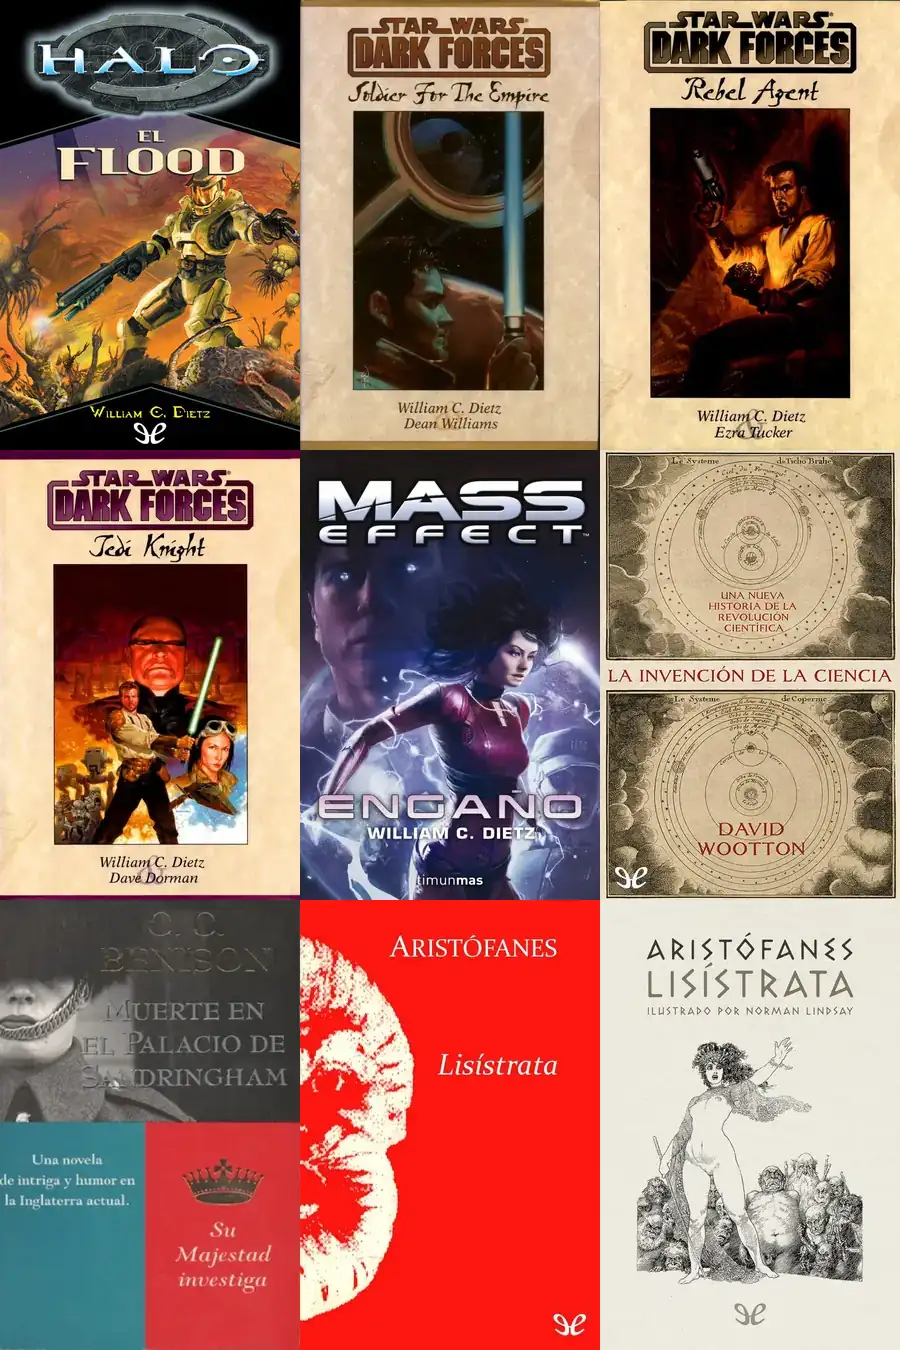 HALO
EL
FLOOD
WILLIAM C. DIETZ
STAR WARS
DARK FORCES
Soldier For The Empire
William C. Dietz
Dean Williams
STAR WARS
DARK FORCES
Rebel Agent
William C. Dietz
Ezra Tucker
STAR WARS
DARK FORCES
Jedi Knight
William C. Dietz
Dave Dorman
MASS
EFFECT™
ENGAÑO
WILLIAM C. DIETZ
timunmas
Le Systeme de Ticho Brahe
UNA NUEVA
HISTORIA DE LA
REVOLUCIÓN
CIENTÍFICA
LA INVENCIÓN DE LA CIENCIA
Le Systeme de Copernic
DAVID
WOOTTON
C. C.
BENISON
MUERTE EN
EL PALACIO DE
SANDRINGHAM
Una novela
de intriga y humor en
la Inglaterra actual.
Su
Majestad
investiga
ARISTÓFANES
Lisístrata
ARISTÓFANES
LISÍSTRATA
ILUSTRADO POR NORMAN LINDSAY